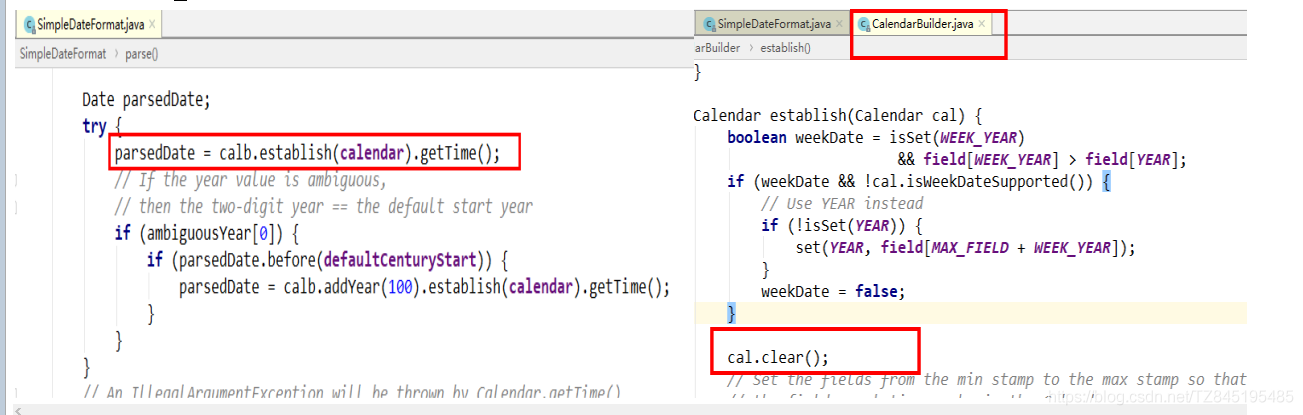 SimpleDateFormat.java
SimpleDateFormat › parse()
Date parsedDate;
try {
parsedDate = calb.establish(calendar).getTime();
// If the year value is ambiguous,
// then the two-digit year == the default start year
if (ambiguousYear[0]) {
if (parsedDate.before(defaultCenturyStart)) {
parsedDate = calb.addYear(100).establish(calendar).getTime();
}
}
}
// An IllegalArgumentException will be thrown by Calendar.getTime()
SimpleDateFormat.java
CalendarBuilder.java
arBuilder › establish()
}
Calendar establish(Calendar cal) {
boolean weekDate = isSet(WEEK_YEAR)
&& field[WEEK_YEAR] > field[YEAR];
if (weekDate && !cal.isWeekDateSupported()) {
// Use YEAR instead
if (!isSet(YEAR)) {
set(YEAR, field[MAX_FIELD + WEEK_YEAR]);
}
weekDate = false;
}
cal.clear();
// Set the fields from the min stamp to the max stamp so that
https://blog.csdn.net/TZ845195485